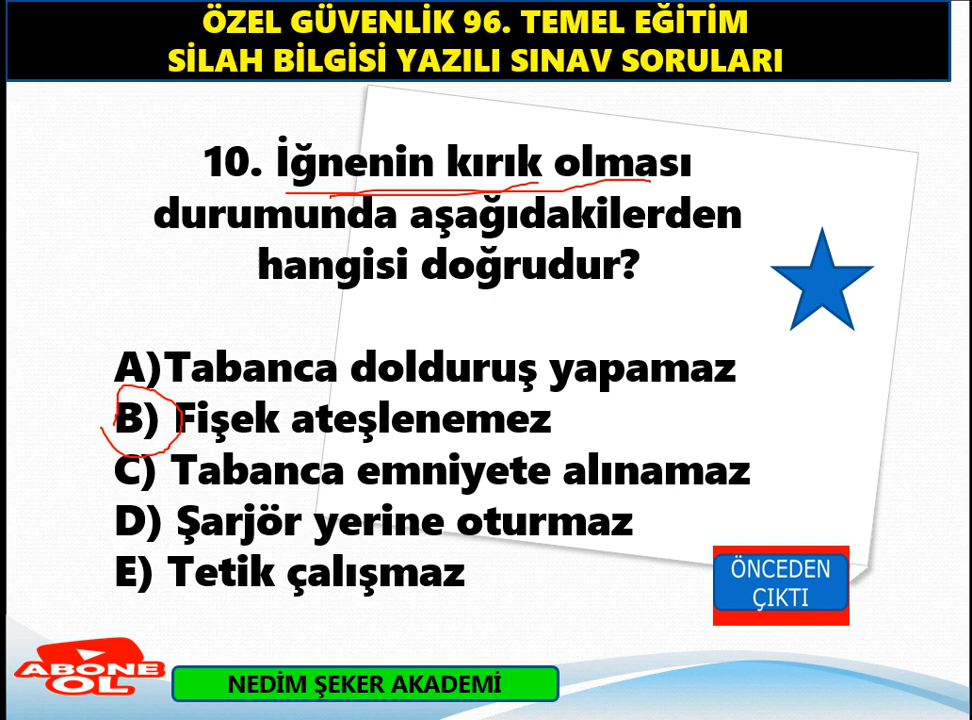 ÖZEL GÜVENLİK 96. TEMEL EĞİTİM
SİLAH BİLGİSİ YAZILI SINAV SORULARI
10. İğnenin kırık olması
durumunda aşağıdakilerden
hangisi doğrudur?
A)Tabanca dolduruş yapamaz
B) Fişek ateşlenemez
C) Tabanca emniyete alınamaz
D) Şarjör yerine oturmaz
E) Tetik çalışmaz
ÖNCEDEN
ÇIKTI
ABONE
OL
NEDİM ŞEKER AKADEMİ